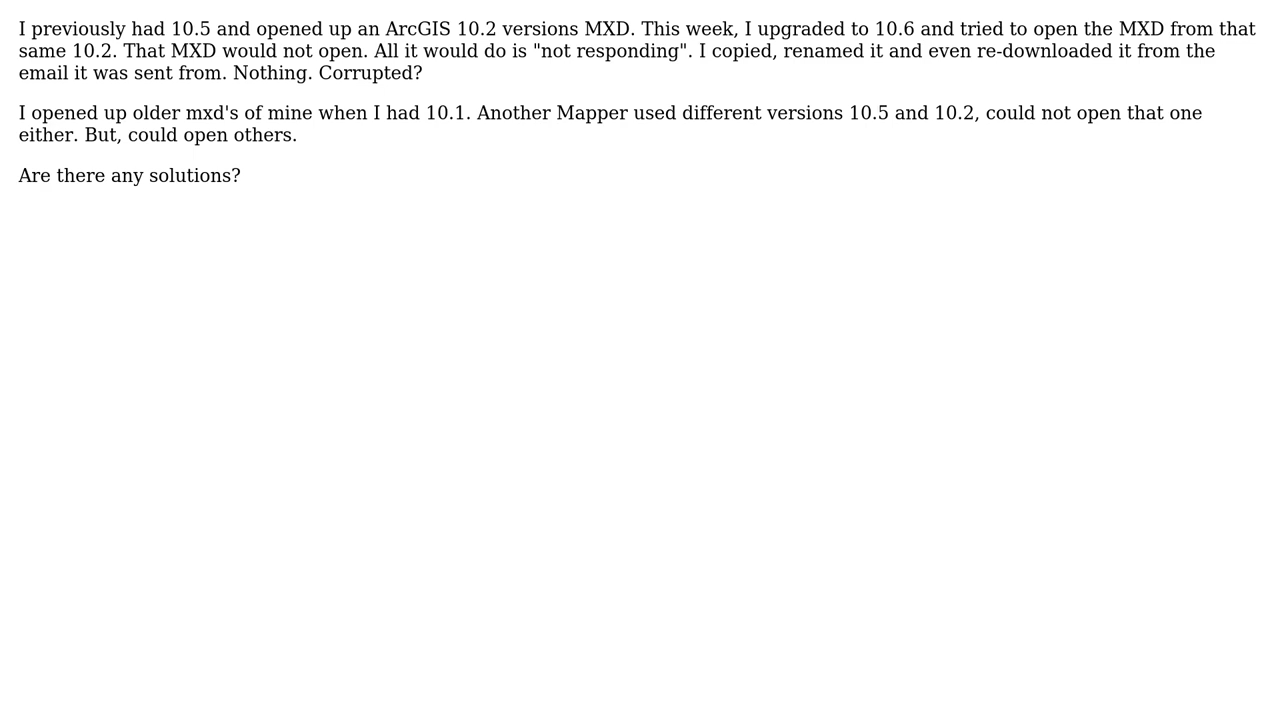 I previously had 10.5 and opened up an ArcGIS 10.2 versions MXD. This week, I upgraded to 10.6 and tried to open the MXD from that
same 10.2. That MXD would not open. All it would do is "not responding". I copied, renamed it and even re-downloaded it from the
email it was sent from. Nothing. Corrupted?
I opened up older mxd's of mine when I had 10.1. Another Mapper used different versions 10.5 and 10.2, could not open that one
either. But, could open others.
Are there any solutions?